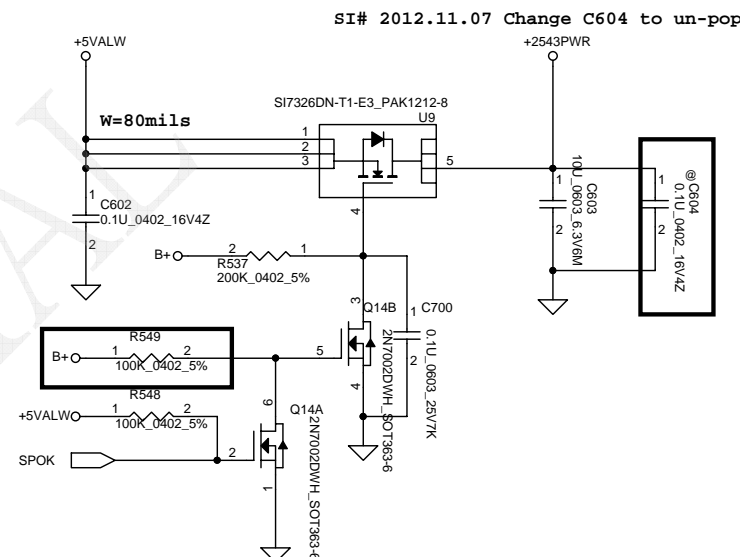 SI# 2012.11.07 Change C604 to un-pop
+5VALW
+2543PWR
SI7326DN-T1-E3_PAK1212-8
U9
W=80mils
1
2
3
5
4
1
C602
0.1U_0402_16V4Z
2
1
C603
10U_0603_6.3V6M
2
1
@C604
0.1U_0402_16V4Z
2
B+
2
1
R537
200K_0402_5%
3
Q14B
2N7002DWH_SOT363-6
5
4
C700
1
0.1U_0603_25V7K
2
R549
B+
1
2
100K_0402_5%
R548
+5VALW
1
2
100K_0402_5%
6
Q14A
2N7002DWH_SOT363-6
SPOK
2
1